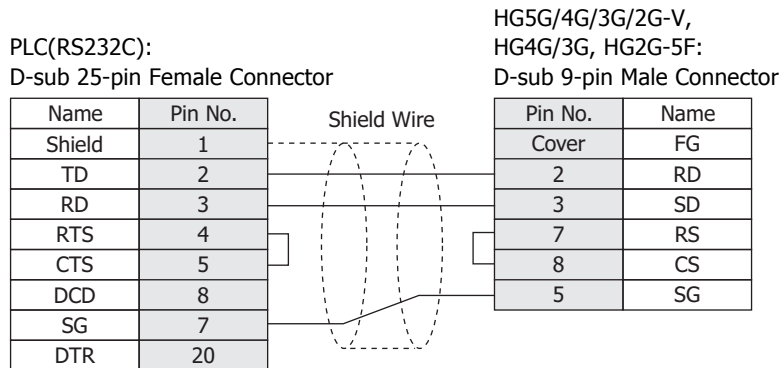 HG5G/4G/3G/2G-V,
PLC(RS232C): HG4G/3G, HG2G-5F:
D-sub 25-pin Female Connector D-sub 9-pin Male Connector
Name Pin No. Shield Wire Pin No. Name
Shield 1 Cover FG
TD 2 2 RD
RD 3 3 SD
RTS 4 7 RS
CTS 5 8 CS
DCD 8 5 SG
SG 7
DTR 20